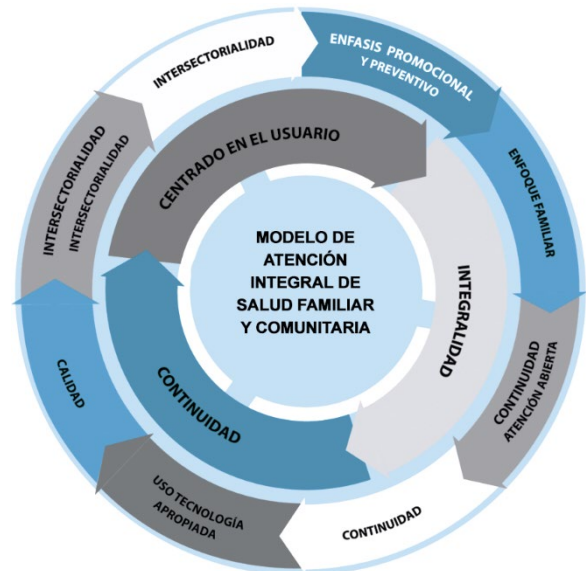 INTERSECTORIALIDAD
ENFASIS PROMOCIONAL
Y PREVENTIVO
ENFOQUE FAMILIAR
CONTINUIDAD
ATENCIÓN ABIERTA
CONTINUIDAD
USO TECNOLOGÍA
APROPIADA
CALIDAD
INTERSECTORIALIDAD
INTERSECTORIALIDAD
CENTRADO EN EL USUARIO
INTEGRALIDAD
CONTINUIDAD
MODELO DE
ATENCIÓN
INTEGRAL DE
SALUD FAMILIAR
Y COMUNITARIA